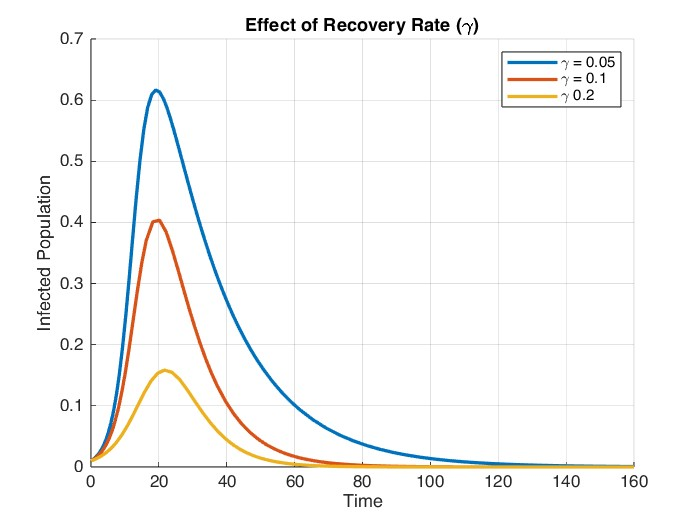 Effect of Recovery Rate (γ)
γ = 0.05
γ = 0.1
γ 0.2
Infected Population
0.7
0.6
0.5
0.4
0.3
0.2
0.1
0
0 20 40 60 80 100 120 140 160
Time